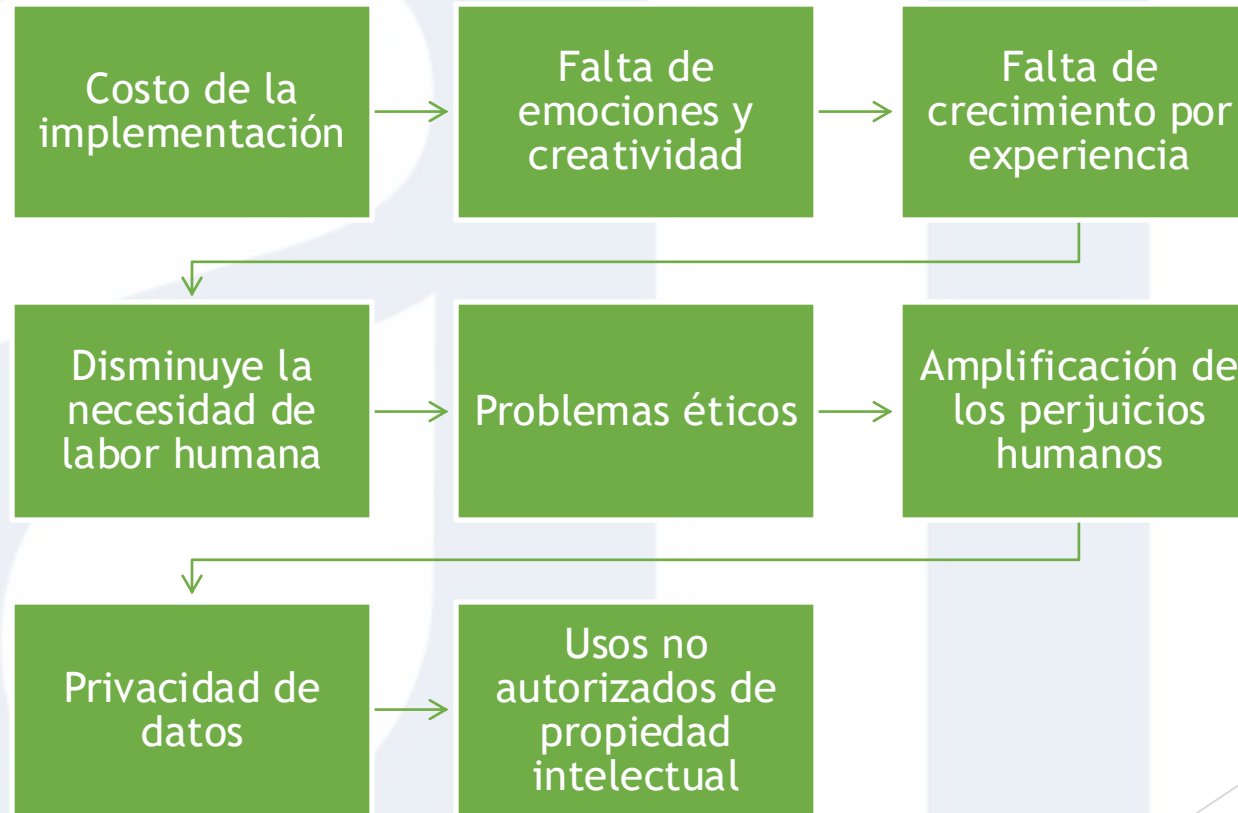 Costo de la
implementación
Falta de
emociones y
creatividad
Falta de
crecimiento por
experiencia
Disminuye la
necesidad de
labor humana
Problemas éticos
Amplificación de
los perjuicios
humanos
Privacidad de
datos
Usos no
autorizados de
propiedad
intelectual